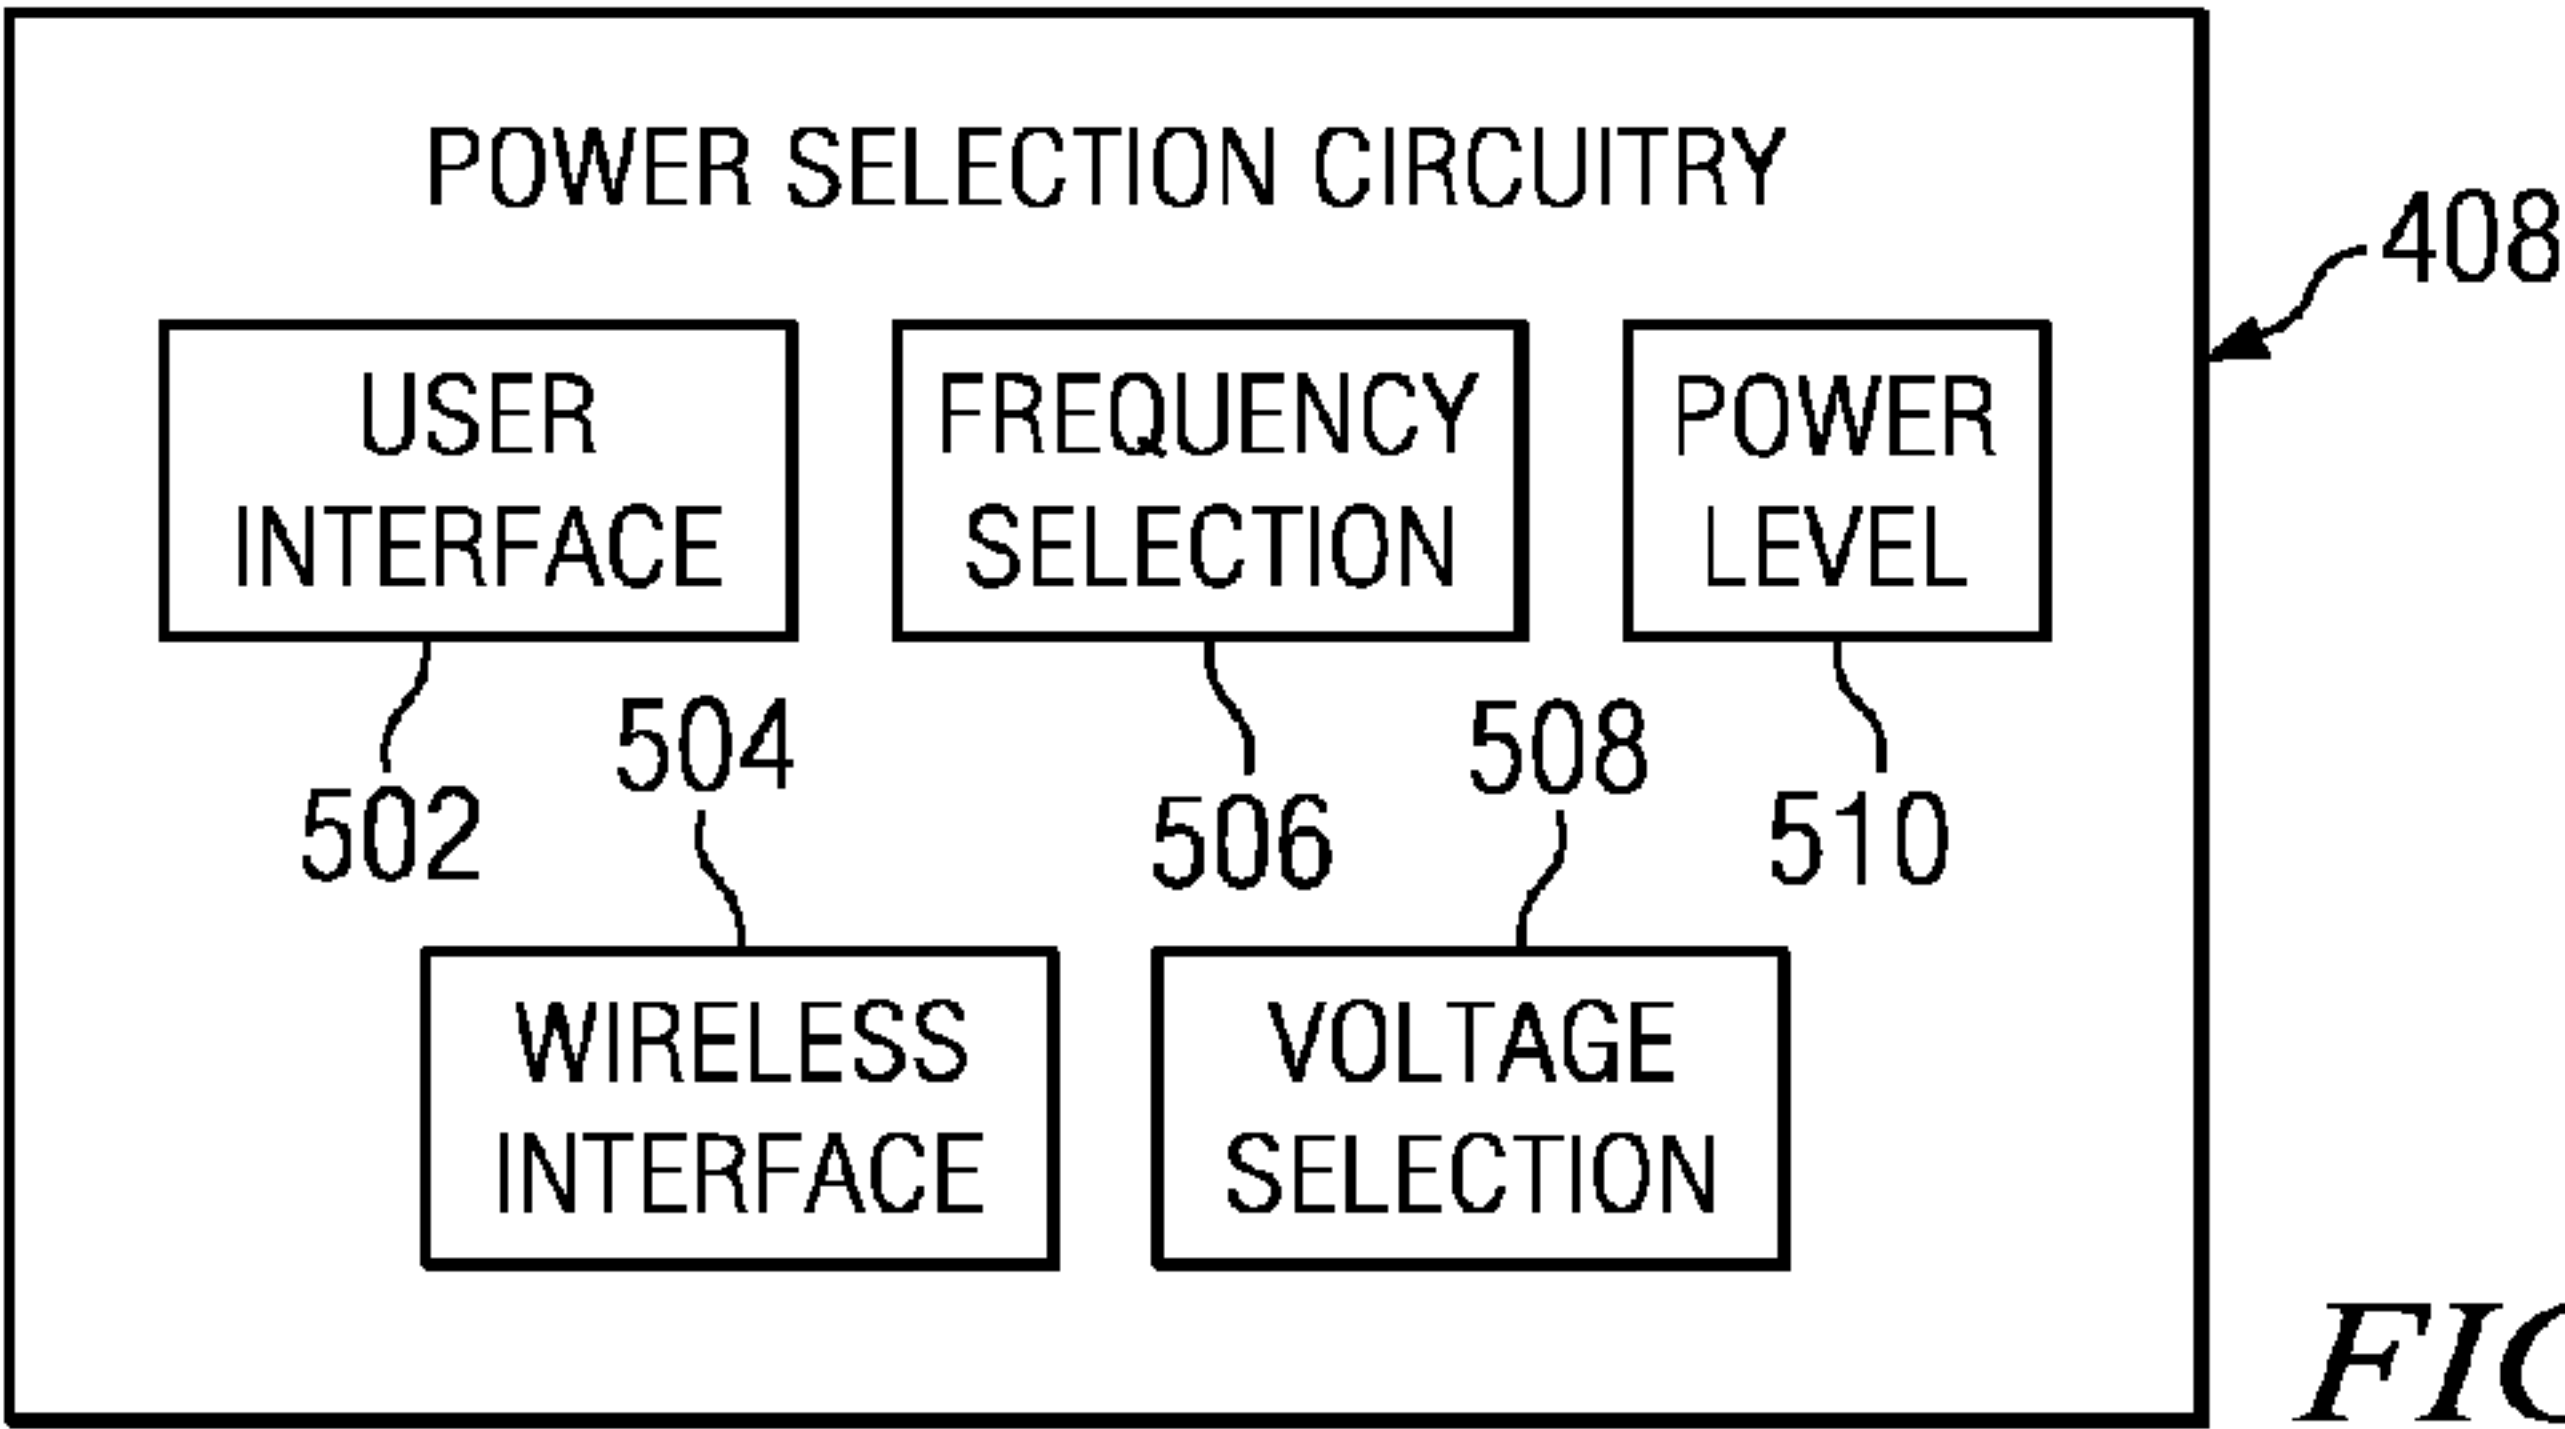 POWER SELECTION CIRCUITRY
408
USER
INTERFACE
FREQUENCY
SELECTION
POWER
LEVEL
502
504
506
508
510
WIRELESS
INTERFACE
VOLTAGE
SELECTION